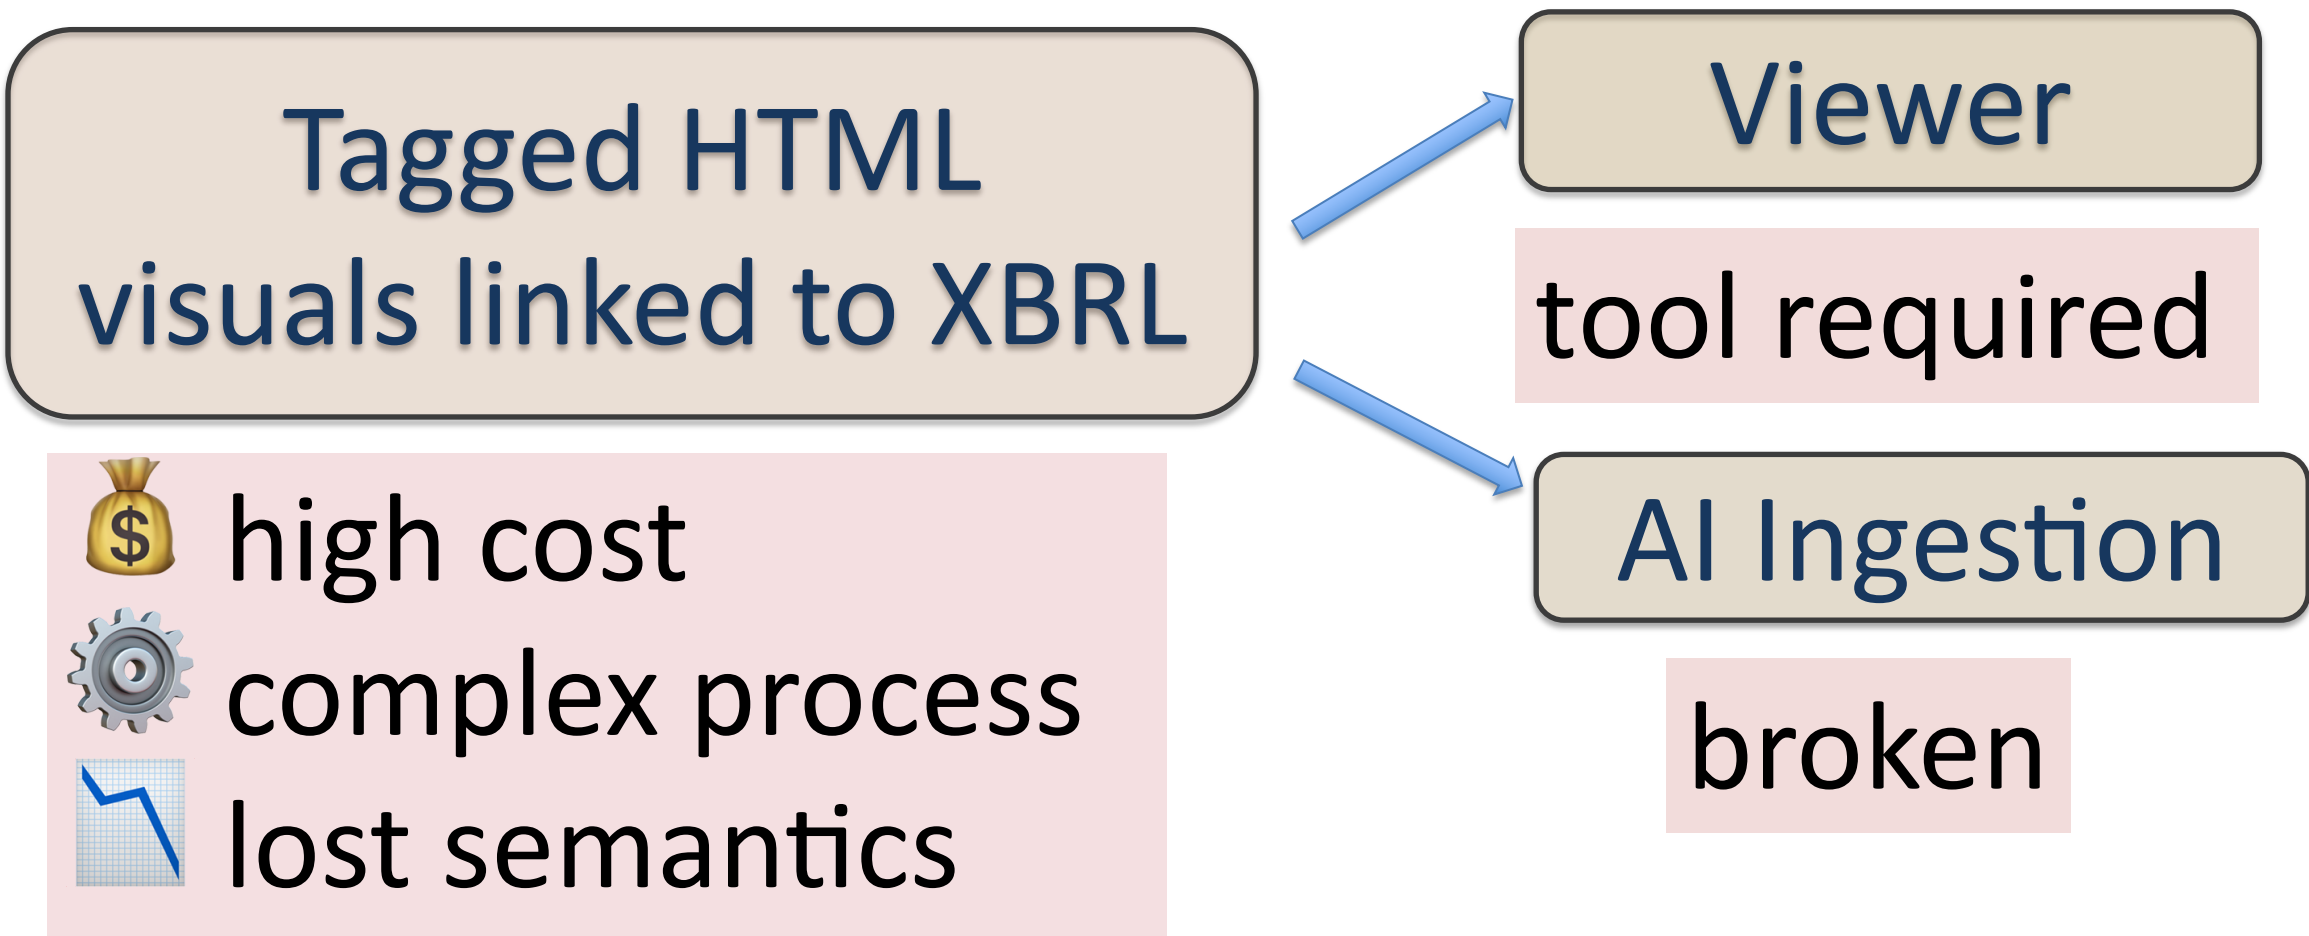 Tagged HTML
visuals linked to XBRL
$ high cost
complex process
lost semantics
Viewer
tool required
AI Ingestion
broken